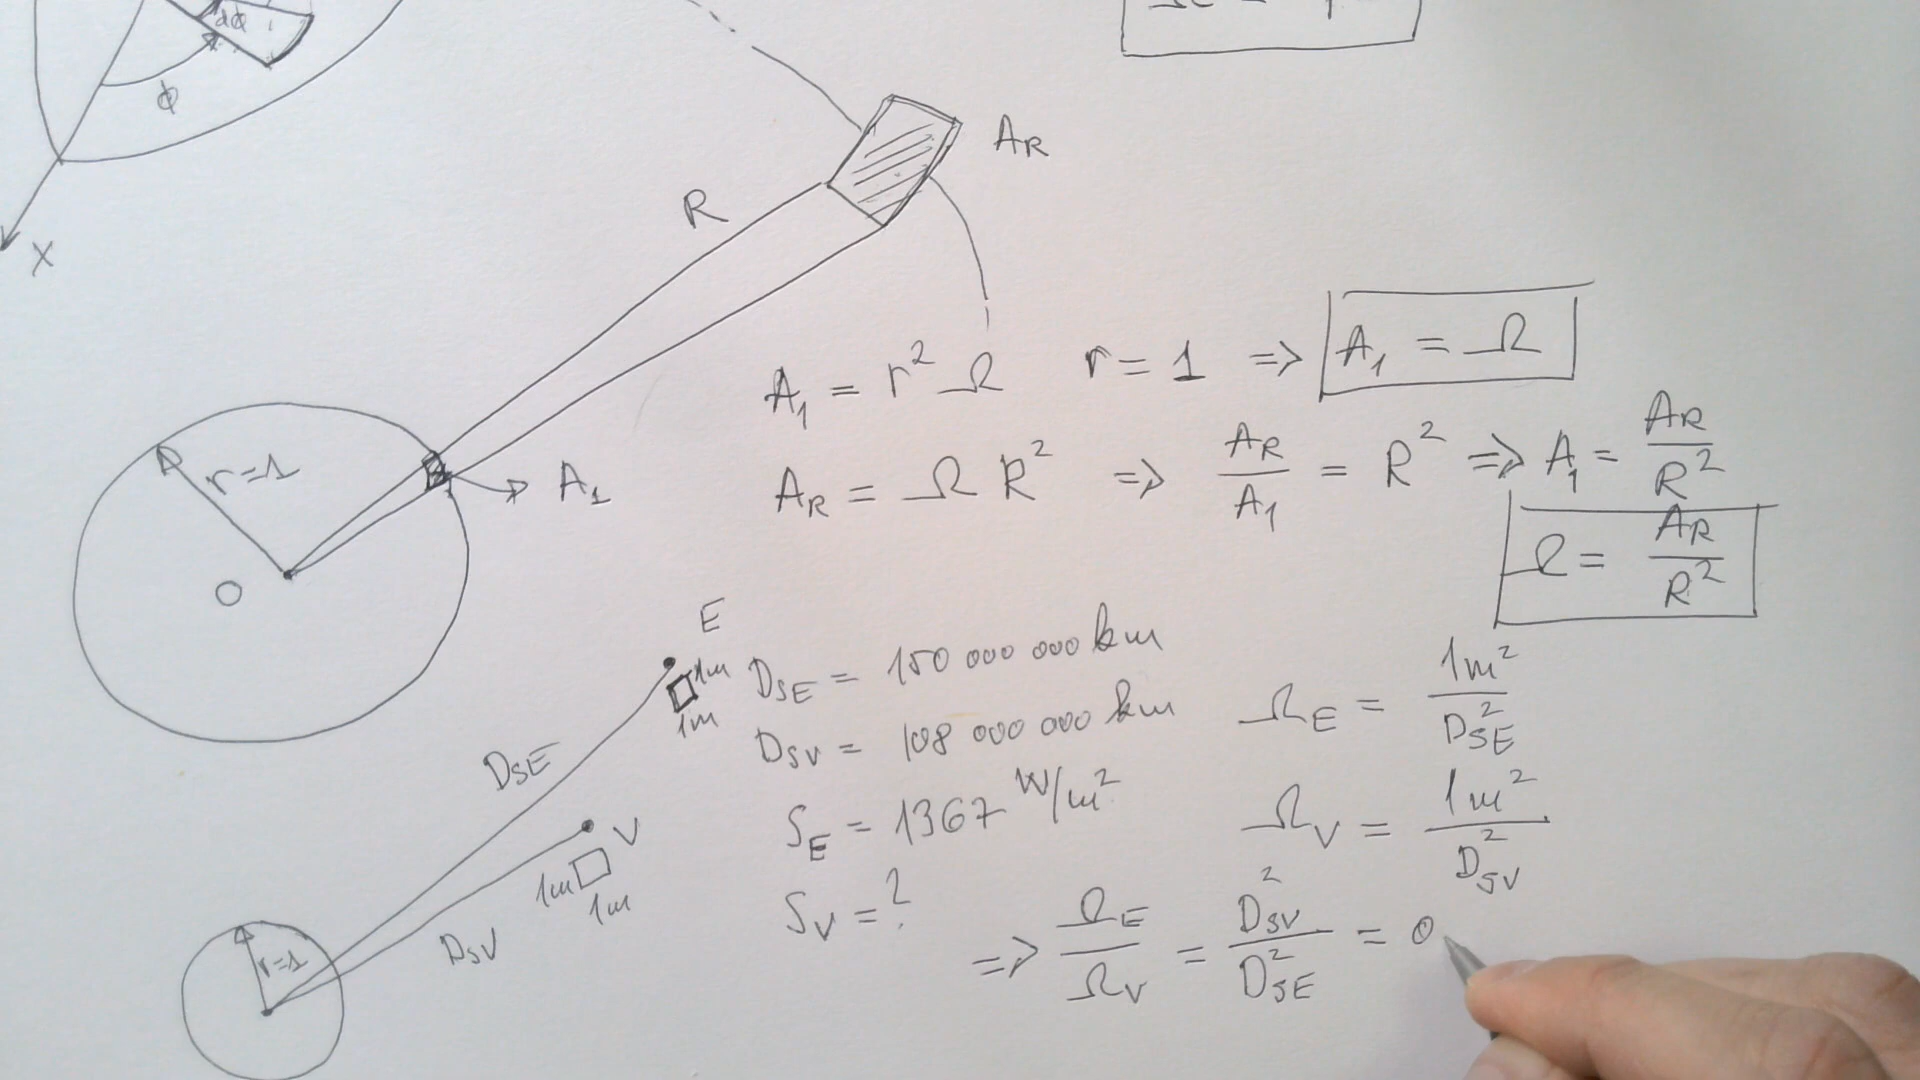 dϕ
ϕ
X
A_R
R
A_1 = r^2 Ω r = 1 => A_1 = Ω
r=1
A_1
A_R = Ω R^2 => A_R/A_1 = R^2 => A_1 = A_R/R^2
Ω = A_R/R^2
O
E
1m
1m
D_SE = 150 000 000 km
D_SV = 108 000 000 km
Ω_E = 1m^2/D_SE^2
D_SE
S_E = 1367 W/m^2
Ω_V = 1m^2/D_SV^2
V
1m
1m
S_V = ?
D_SV
r=1
=> Ω_E/Ω_V = D_SV^2/D_SE^2 = 0